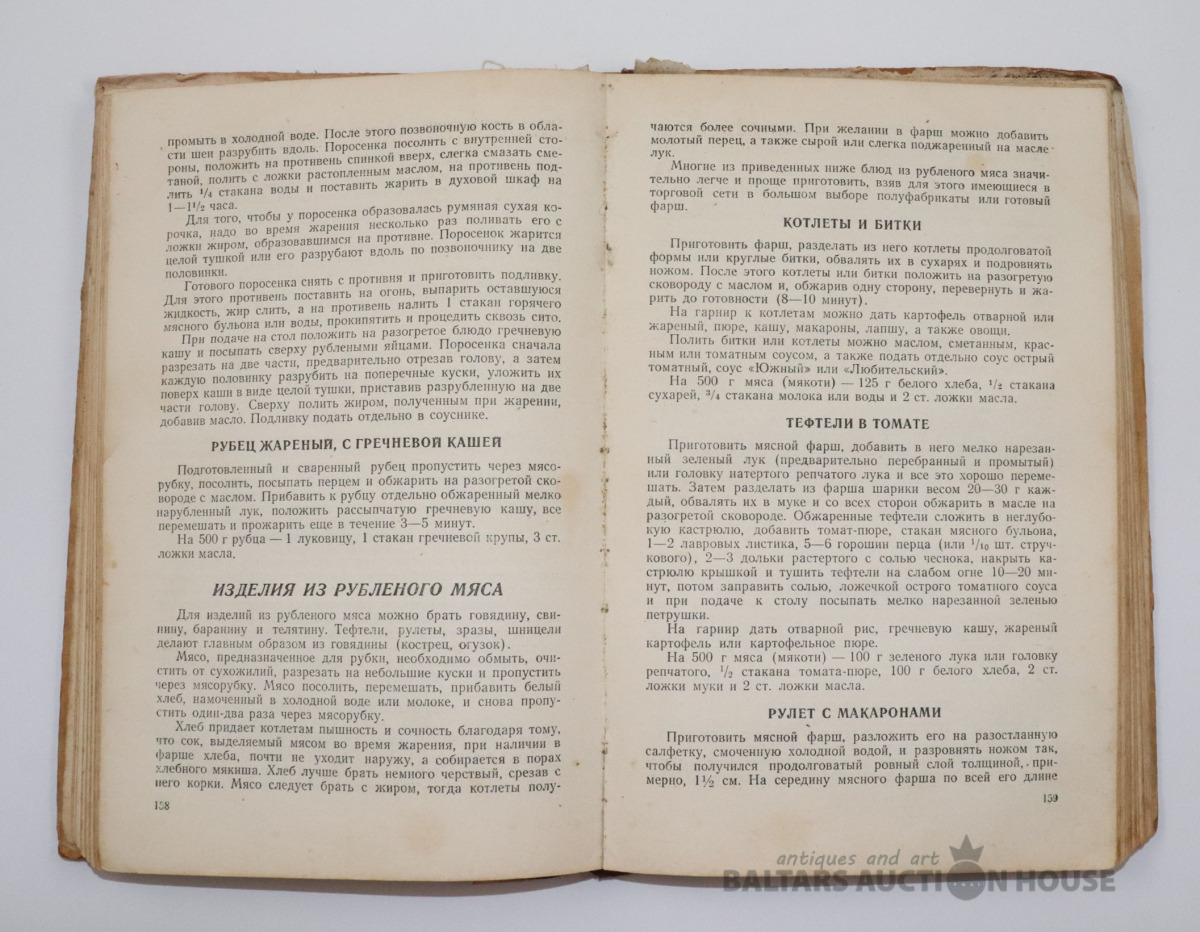 промыть в холодной воде. После этого позвоночную кость в обла-
сти шеи разрубить вдоль. Поросенка посолить с внутренней сто-
роны, положить на противень спинкой вверх, слегка смазать сме-
таной, полить с ложки растопленным маслом, на противень под-
лить 1/4 стакана воды и поставить жарить в духовой шкаф на
1—1 1/2 часа.
Для того, чтобы у поросенка образовалась румяная сухая ко-
рочка, надо во время жарения несколько раз поливать его с
ложки жиром, образовавшимся на противне. Поросенок жарится
целой тушкой или его разрубают вдоль по позвоночнику на две
половинки.
Готового поросенка снять с противня и приготовить подливку.
Для этого противень поставить на огонь, выпарить оставшуюся
жидкость, жир слить, а на противень налить 1 стакан горячего
мясного бульона или воды, прокипятить и процедить сквозь сито.
При подаче на стол положить на разогретое блюдо гречневую
кашу и посыпать сверху рублеными яйцами. Поросенка сначала
разрезать на две части, предварительно отрезав голову, а затем
каждую половинку разрубить на поперечные куски, уложить их
поверх каши в виде целой тушки, приставив разрубленную на две
части голову. Сверху полить жиром, полученным при жарении,
добавив масло. Подливку подать отдельно в соуснике.
РУБЕЦ ЖАРЕНЫЙ, С ГРЕЧНЕВОЙ КАШЕЙ
Подготовленный и сваренный рубец пропустить через мясо-
рубку, посолить, посыпать перцем и обжарить на разогретой ско-
вороде с маслом. Прибавить к рубцу отдельно обжаренный мелко
нарубленный лук, положить рассыпчатую гречневую кашу, все
перемешать и прожарить еще в течение 3—5 минут.
На 500 г рубца — 1 луковицу, 1 стакан гречневой крупы, 3 ст.
ложки масла.
ИЗДЕЛИЯ ИЗ РУБЛЕНОГО МЯСА
Для изделий из рубленого мяса можно брать говядину, сви-
нину, баранину и телятину. Тефтели, рулеты, зразы, шницели
делают главным образом из говядины (кострец, огузок).
Мясо, предназначенное для рубки, необходимо обмыть, очи-
стить от сухожилий, разрезать на небольшие куски и пропустить
через мясорубку. Мясо посолить, перемешать, прибавить белый
хлеб, намоченный в холодной воде или молоке, и снова пропу-
стить один-два раза через мясорубку.
Хлеб придает котлетам пышность и сочность благодаря тому,
что сок, выделяемый мясом во время жарения, при наличии в
фарше хлеба, почти не уходит наружу, а собирается в порах
хлебного мякиша. Хлеб лучше брать немного черствый, срезав с
него корки. Мясо следует брать с жиром, тогда котлеты полу-
158
чаются более сочными. При желании в фарш можно добавить
молотый перец, а также сырой или слегка поджаренный на масле
лук.
Многие из приведенных ниже блюд из рубленого мяса значи-
тельно легче и проще приготовить, взяв для этого имеющиеся в
торговой сети в большом выборе полуфабрикаты или готовый
фарш.
КОТЛЕТЫ И БИТКИ
Приготовить фарш, разделать из него котлеты продолговатой
формы или круглые битки, обвалять их в сухарях и подровнять
ножом. После этого котлеты или битки положить на разогретую
сковороду с маслом и, обжарив одну сторону, перевернуть и жа-
рить до готовности (8—10 минут).
На гарнир к котлетам можно дать картофель отварной или
жареный, пюре, кашу, макароны, лапшу, а также овощи.
Полить битки или котлеты можно маслом, сметанным, крас-
ным или томатным соусом, а также подать отдельно соус острый
томатный, соус «Южный» или «Любительский».
На 500 г мяса (мякоти) — 125 г белого хлеба, 1/2 стакана
сухарей, 3/4 стакана молока или воды и 2 ст. ложки масла.
ТЕФТЕЛИ В ТОМАТЕ
Приготовить мясной фарш, добавить в него мелко нарезан-
ный зеленый лук (предварительно перебранный и промытый)
или головку натертого репчатого лука и все это хорошо переме-
шать. Затем разделать из фарша шарики весом 20—30 г каж-
дый, обвалять их в муке и со всех сторон обжарить в масле на
разогретой сковороде. Обжаренные тефтели сложить в неглубо-
кую кастрюлю, добавить томат-пюре, стакан мясного бульона,
1—2 лавровых листика, 5—6 горошин перца (или 1/10 шт. струч-
кового), 2—3 дольки растертого с солью чеснока, накрыть ка-
стрюлю крышкой и тушить тефтели на слабом огне 10—20 ми-
нут, потом заправить солью, ложечкой острого томатного соуса
и при подаче к столу посыпать мелко нарезанной зеленью
петрушки.
На гарнир дать отварной рис, гречневую кашу, жареный
картофель или картофельное пюре.
На 500 г мяса (мякоти) — 100 г зеленого лука или головку
репчатого, 1/2 стакана томата-пюре, 100 г белого хлеба, 2 ст.
ложки муки и 2 ст. ложки масла.
РУЛЕТ С МАКАРОНАМИ
Приготовить мясной фарш, разложить его на разостланную
салфетку, смоченную холодной водой, и разровнять ножом так,
чтобы получился продолговатый ровный слой толщиной, при-
мерно, 1 1/2 см. На середину мясного фарша по всей его длине
159
antiques and art
BALTARS AUCTION HOUSE